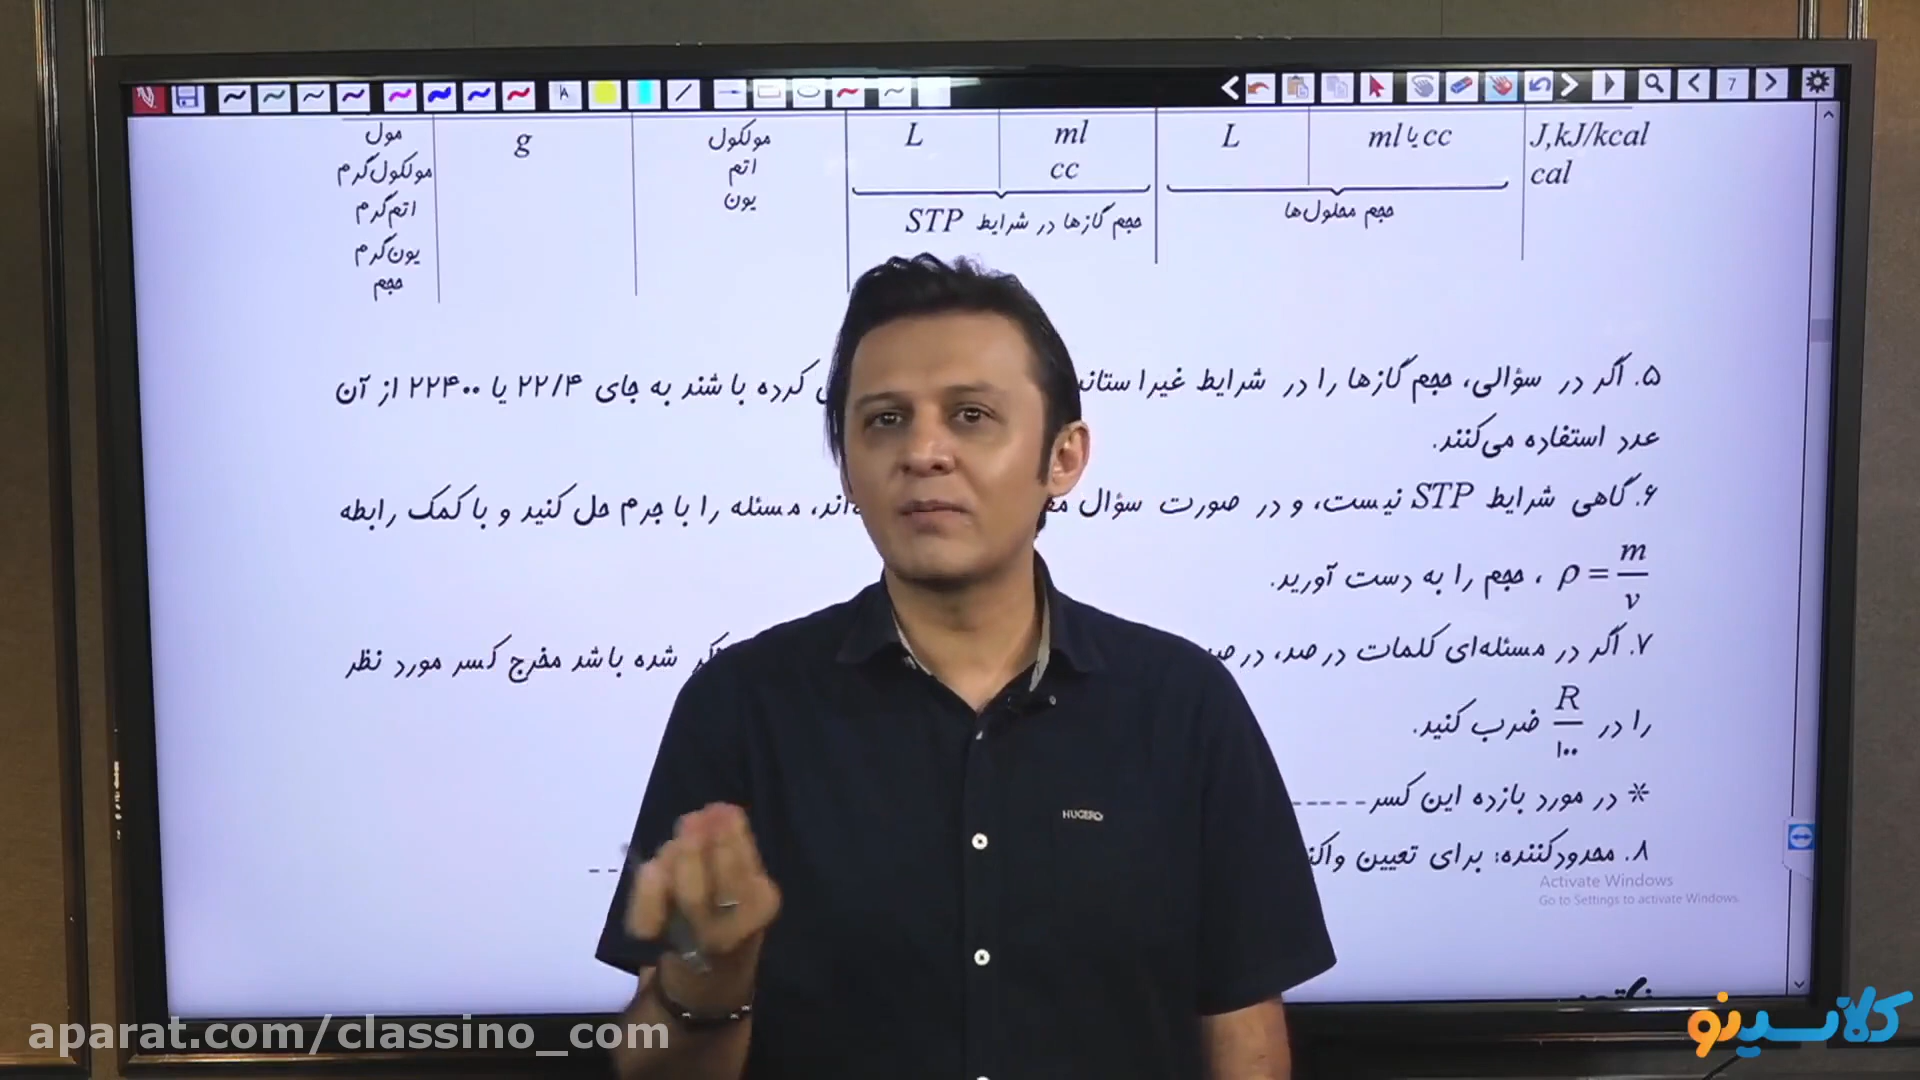 7
مول g مولکول L ml L ml یا cc J,kJ/kcal
مولکول‌گرم اتم cc cal
اتم‌گرم یون حجم گازها در شرایط STP حجم محلول‌ها
یون‌گرم
حجم
۵. اگر در سؤالی، حجم گازها را در شرایط غیراستاند کرده باشند به جای ۲۲/۴ یا ۲۲۴۰۰ از آن
عدد استفاده می‌کنند.
۶. گاهی شرایط STP نیست، و در صورت سؤال اند، مسئله را با جرم حل کنید و با کمک رابطه
ρ = m/v ، حجم را به دست آورید.
۷. اگر در مسئله‌ای کلمات درصد، شده باشد مخرج کسر مورد نظر
را در R/۱۰۰ ضرب کنید.
* در مورد بازده این کسر-----
۸. محدودکننده: برای تعیین --
Activate Windows
Go to Settings to activate Windows.
HUGERO
aparat.com/classino_com
کلاسینو